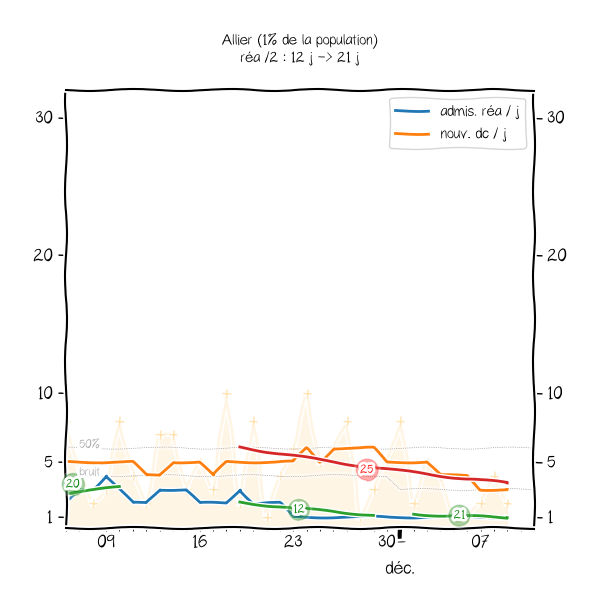 Allier (1% de la population)
réa /2 : 12 j -> 21 j
admis. réa / j
nouv. dc / j
30 30
20 20
10 10
50%
5 5
bruit
25
20
12
21
1 1
09 16 23 30 07
déc.